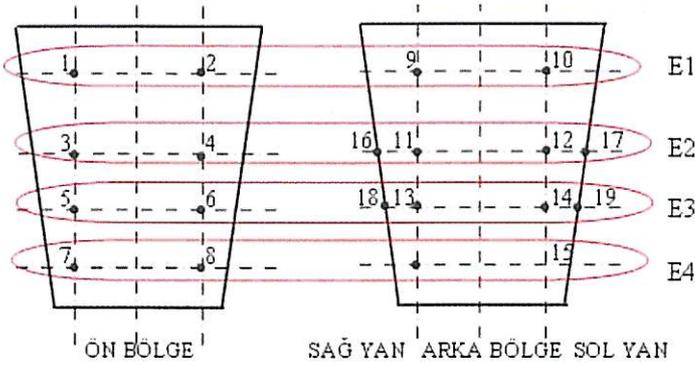 1 2 9 10 E1
3 4 16 11 12 17 E2
5 6 18 13 14 19 E3
7 8 15 E4
ÖN BÖLGE SAĞ YAN ARKA BÖLGE SOL YAN